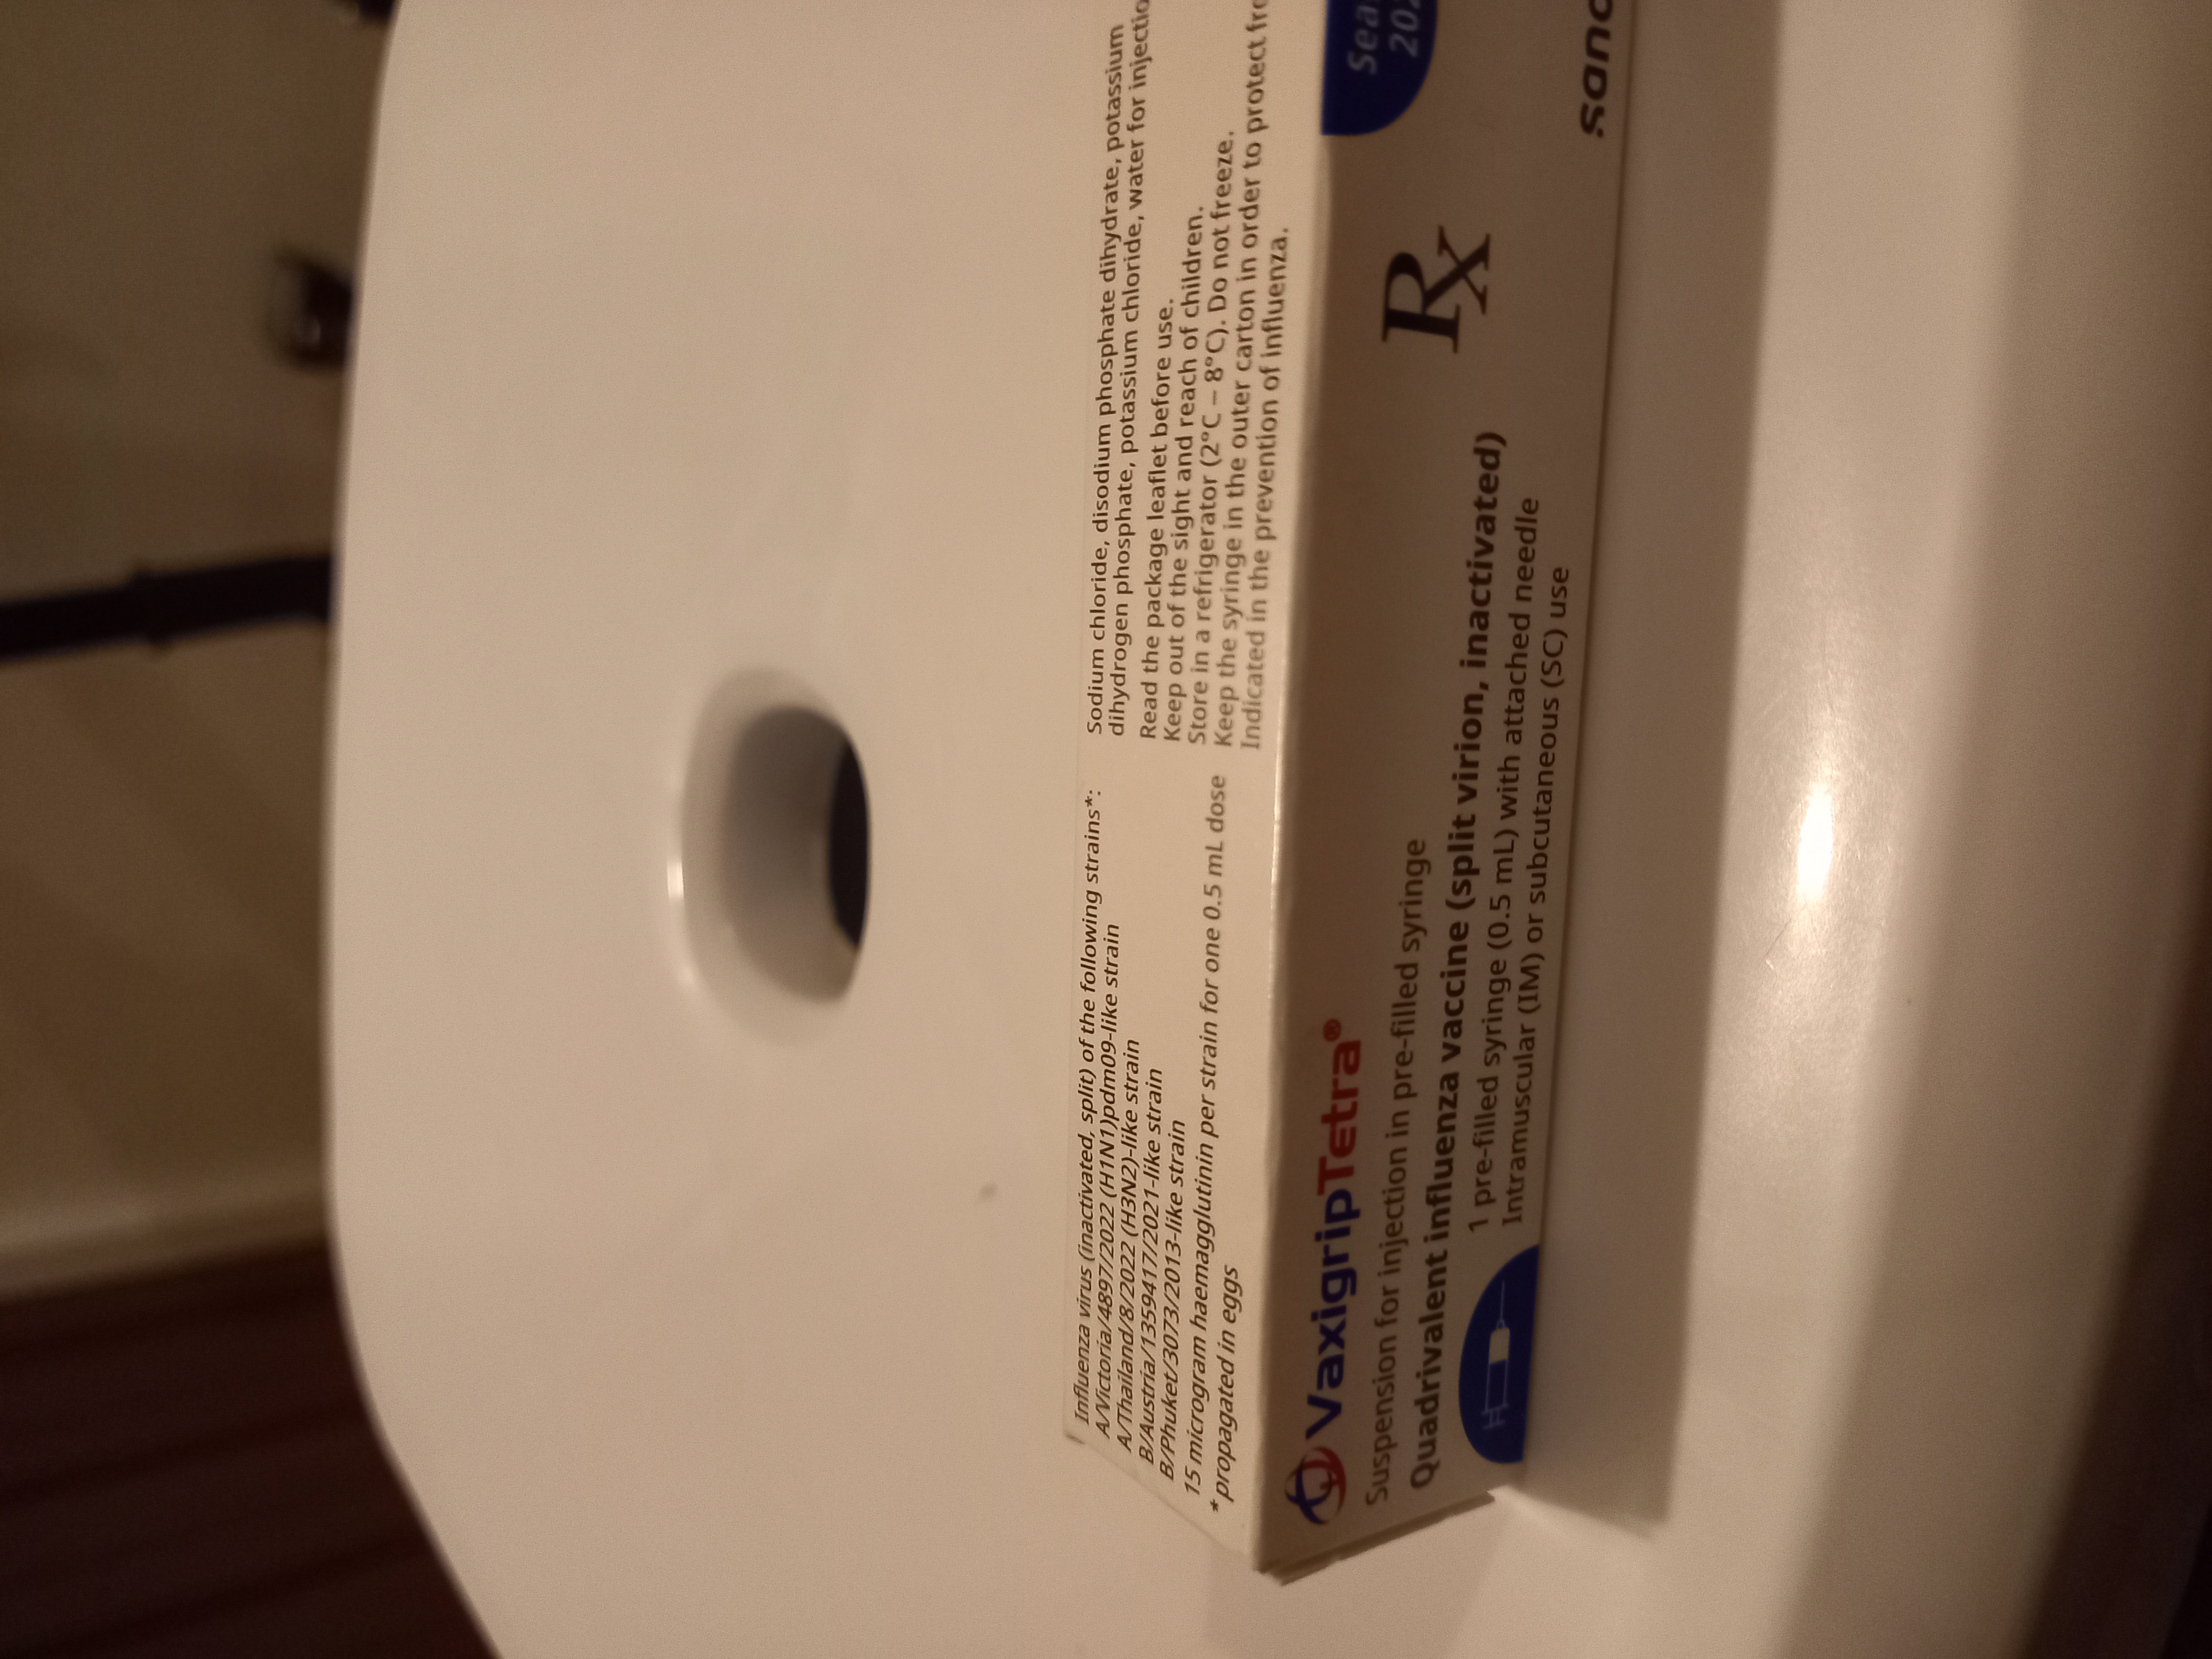 Influenza virus (inactivated, split) of the following strains*:
A/Victoria/4897/2022 (H1N1)pdm09-like strain
A/Thailand/8/2022 (H3N2)-like strain
B/Austria/1359417/2021-like strain
B/Phuket/3073/2013-like strain
15 microgram haemagglutinin per strain for one 0.5 mL dose
*propagated in eggs
Sodium chloride, disodium phosphate dihydrate, potassium
dihydrogen phosphate, potassium chloride, water for injectio
Read the package leaflet before use.
Keep out of the sight and reach of children.
Store in a refrigerator (2°C – 8°C). Do not freeze.
Keep the syringe in the outer carton in order to protect fro
Indicated in the prevention of influenza.
VaxigripTetra®
Suspension for injection in pre-filled syringe
Quadrivalent influenza vaccine (split virion, inactivated)
1 pre-filled syringe (0.5 mL) with attached needle
Intramuscular (IM) or subcutaneous (SC) use
Rx
Sea
202
sano